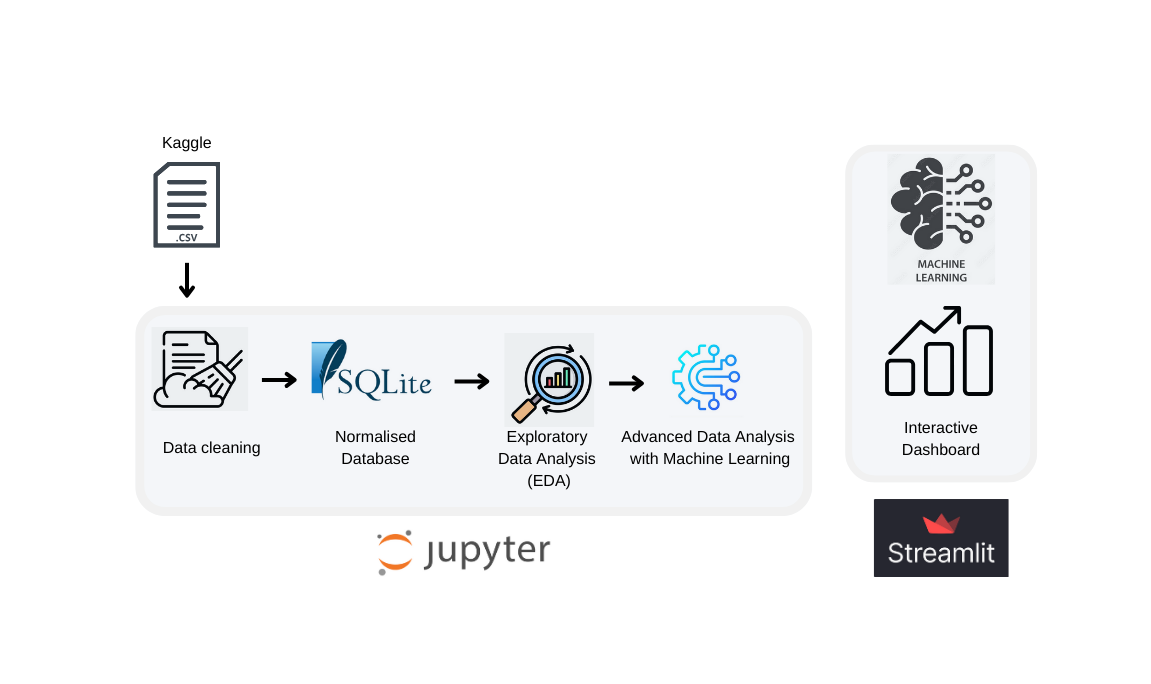 Kaggle
.CSV
Data cleaning
SQLite
Normalised
Database
Exploratory
Data Analysis
(EDA)
Advanced Data Analysis
with Machine Learning
jupyter
MACHINE
LEARNING
Interactive
Dashboard
Streamlit